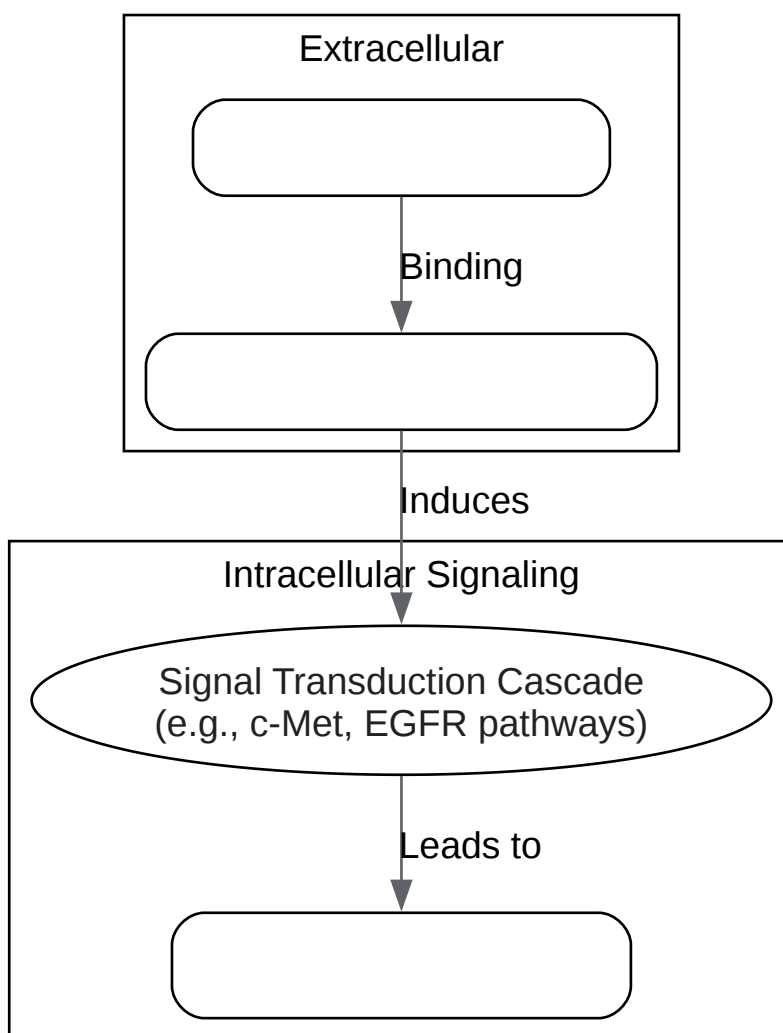 Extracellular
Binding
Induces
Intracellular Signaling
Signal Transduction Cascade
(e.g., c-Met, EGFR pathways)
Leads to